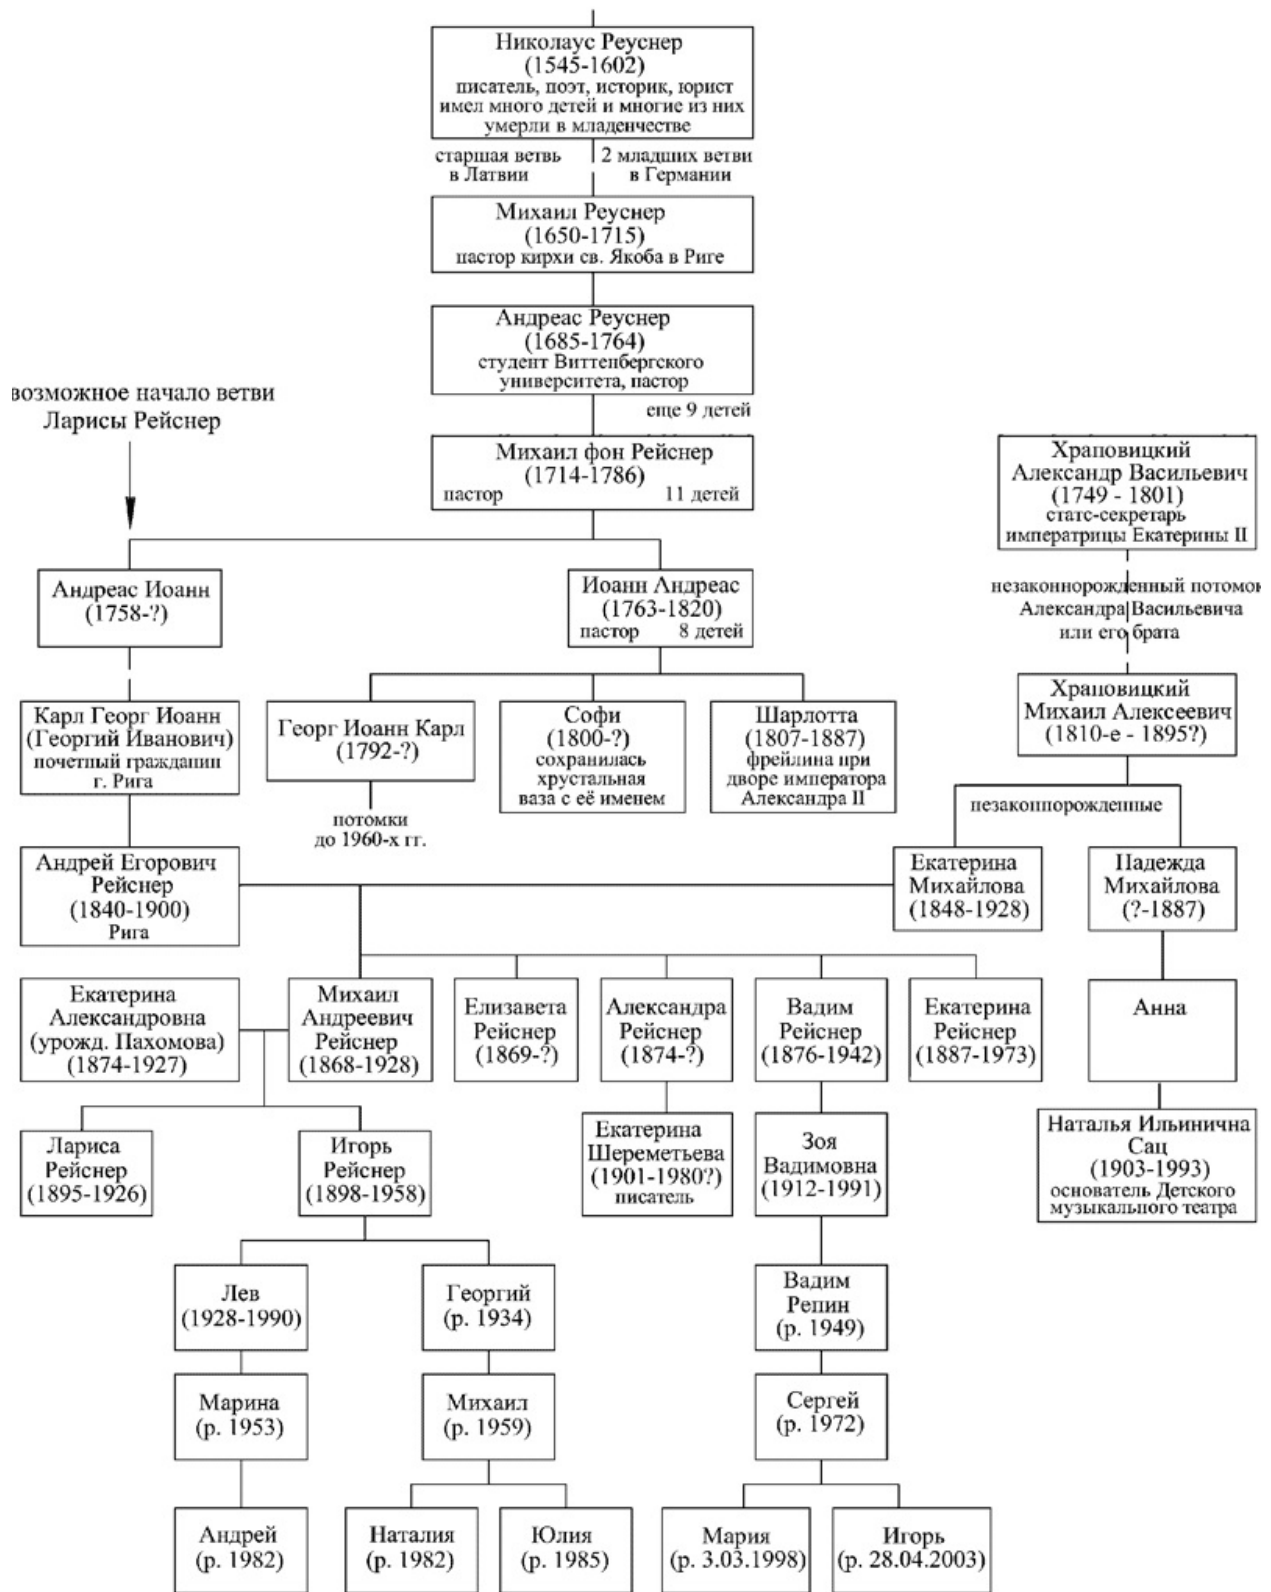 Николаус Реуснер
(1545-1602)
писатель, поэт, историк, юрист
имел много детей и многие из них
умерли в младенчестве
старшая ветвь
в Латвии
2 младших ветви
в Германии
Михаил Реуснер
(1650-1715)
пастор кирхи св. Якоба в Риге
Андреас Реуснер
(1685-1764)
студент Виттенбергского
университета, пастор
еще 9 детей
возможное начало ветви
Ларисы Рейснер
Михаил фон Рейснер
(1714-1786)
пастор 11 детей
Храповицкий
Александр Васильевич
(1749 - 1801)
статс-секретарь
императрицы Екатерины II
Андреас Иоанн
(1758-?)
Иоанн Андреас
(1763-1820)
пастор 8 детей
незаконнорожденный потомок
Александра Васильевича
или его брата
Карл Георг Иоанн
(Георгий Иванович)
почетный гражданин
г. Рига
Георг Иоанн Карл
(1792-?)
Софи
(1800-?)
сохранилась
хрустальная
ваза с её именем
Шарлотта
(1807-1887)
фрейлина при
дворе императора
Александра II
Храповицкий
Михаил Алексеевич
(1810-е - 1895?)
потомки
до 1960-х гг.
незаконнорожденные
Андрей Егорович
Рейснер
(1840-1900)
Рига
Екатерина
Михайлова
(1848-1928)
Надежда
Михайлова
(?-1887)
Екатерина
Александровна
(урожд. Пахомова)
(1874-1927)
Михаил
Андреевич
Рейснер
(1868-1928)
Елизавета
Рейснер
(1869-?)
Александра
Рейснер
(1874-?)
Вадим
Рейснер
(1876-1942)
Екатерина
Рейснер
(1887-1973)
Анна
Лариса
Рейснер
(1895-1926)
Игорь
Рейснер
(1898-1958)
Екатерина
Шереметьева
(1901-1980?)
писатель
Зоя
Вадимовна
(1912-1991)
Наталья Ильинична
Сац
(1903-1993)
основатель Детского
музыкального театра
Лев
(1928-1990)
Георгий
(р. 1934)
Вадим
Репин
(р. 1949)
Марина
(р. 1953)
Михаил
(р. 1959)
Сергей
(р. 1972)
Андрей
(р. 1982)
Наталия
(р. 1982)
Юлия
(р. 1985)
Мария
(р. 3.03.1998)
Игорь
(р. 28.04.2003)